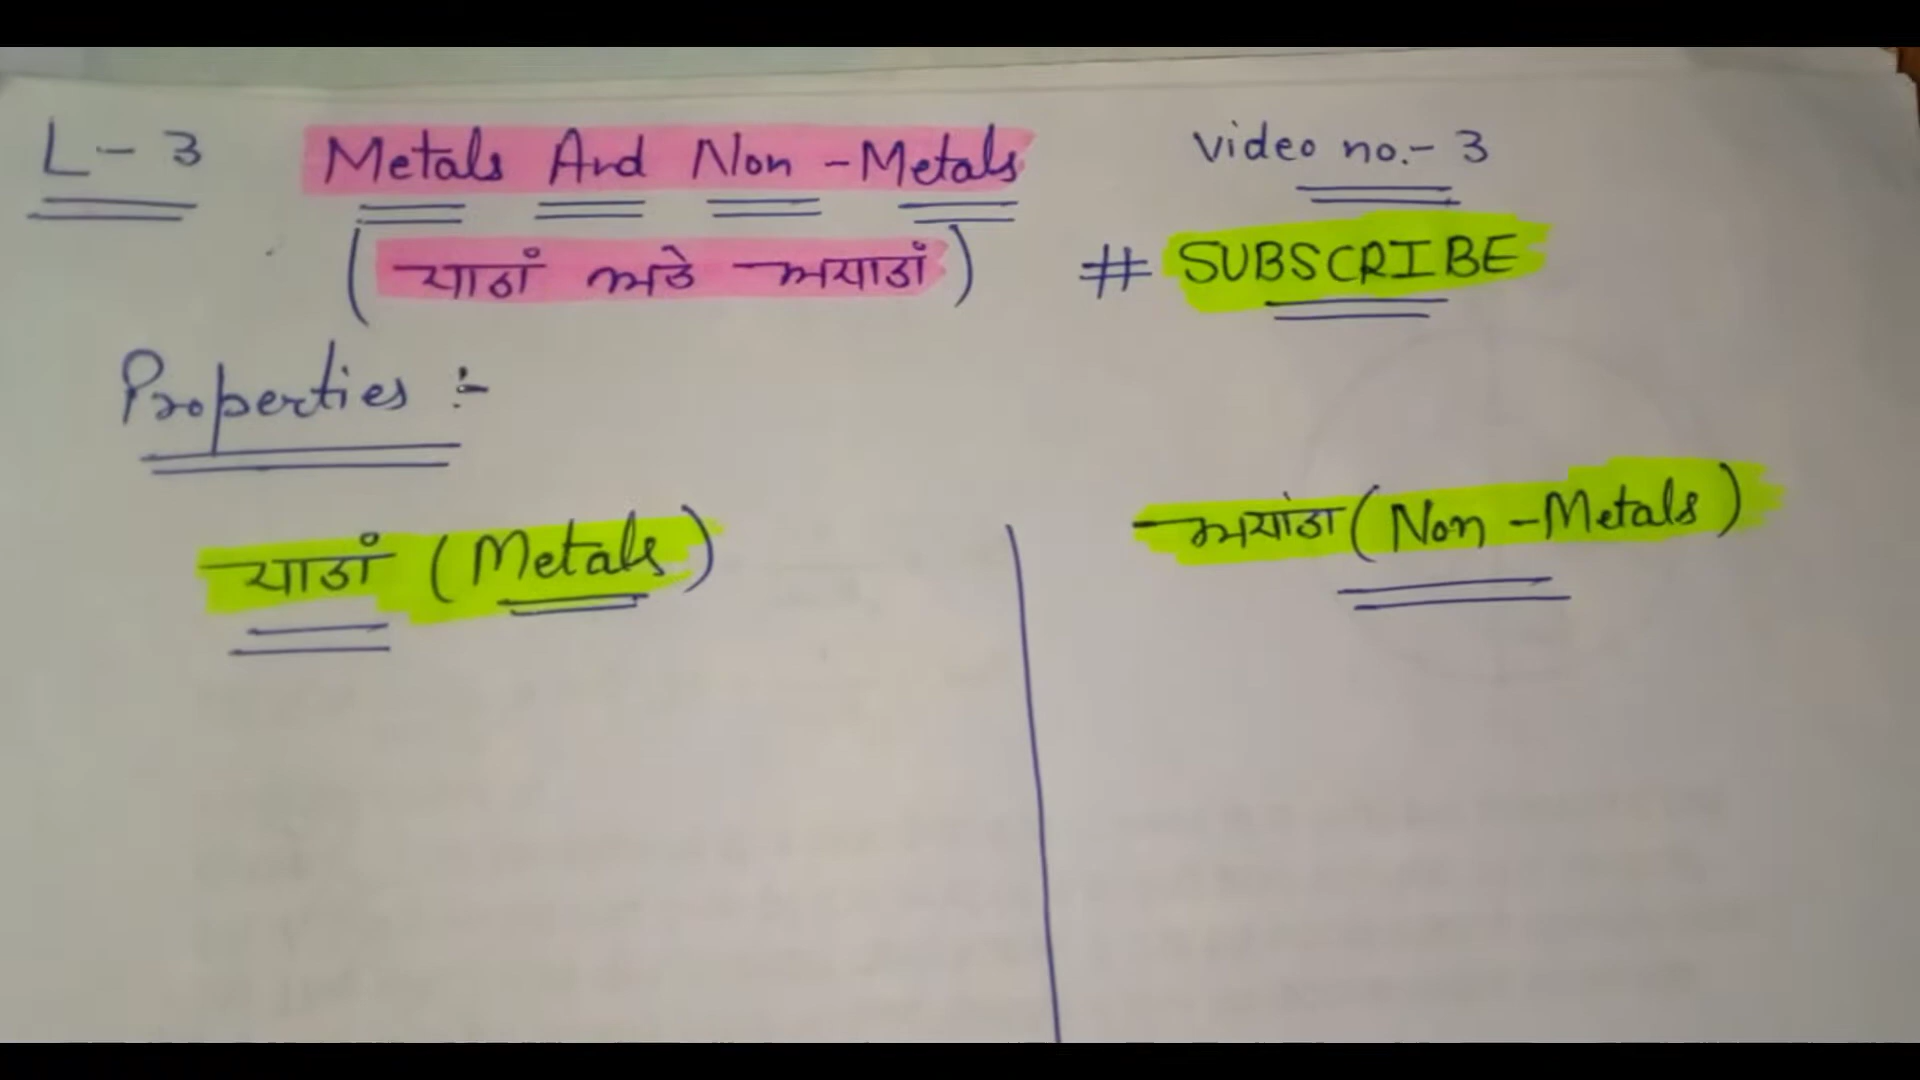 L-3 Metals And Non-Metals Video no.- 3
(ਧਾਤਾਂ ਅਤੇ ਅਧਾਤਾਂ) # SUBSCRIBE
Properties :-
ਧਾਤਾਂ (Metals) ਅਧਾਂਤਾ (Non-Metals)